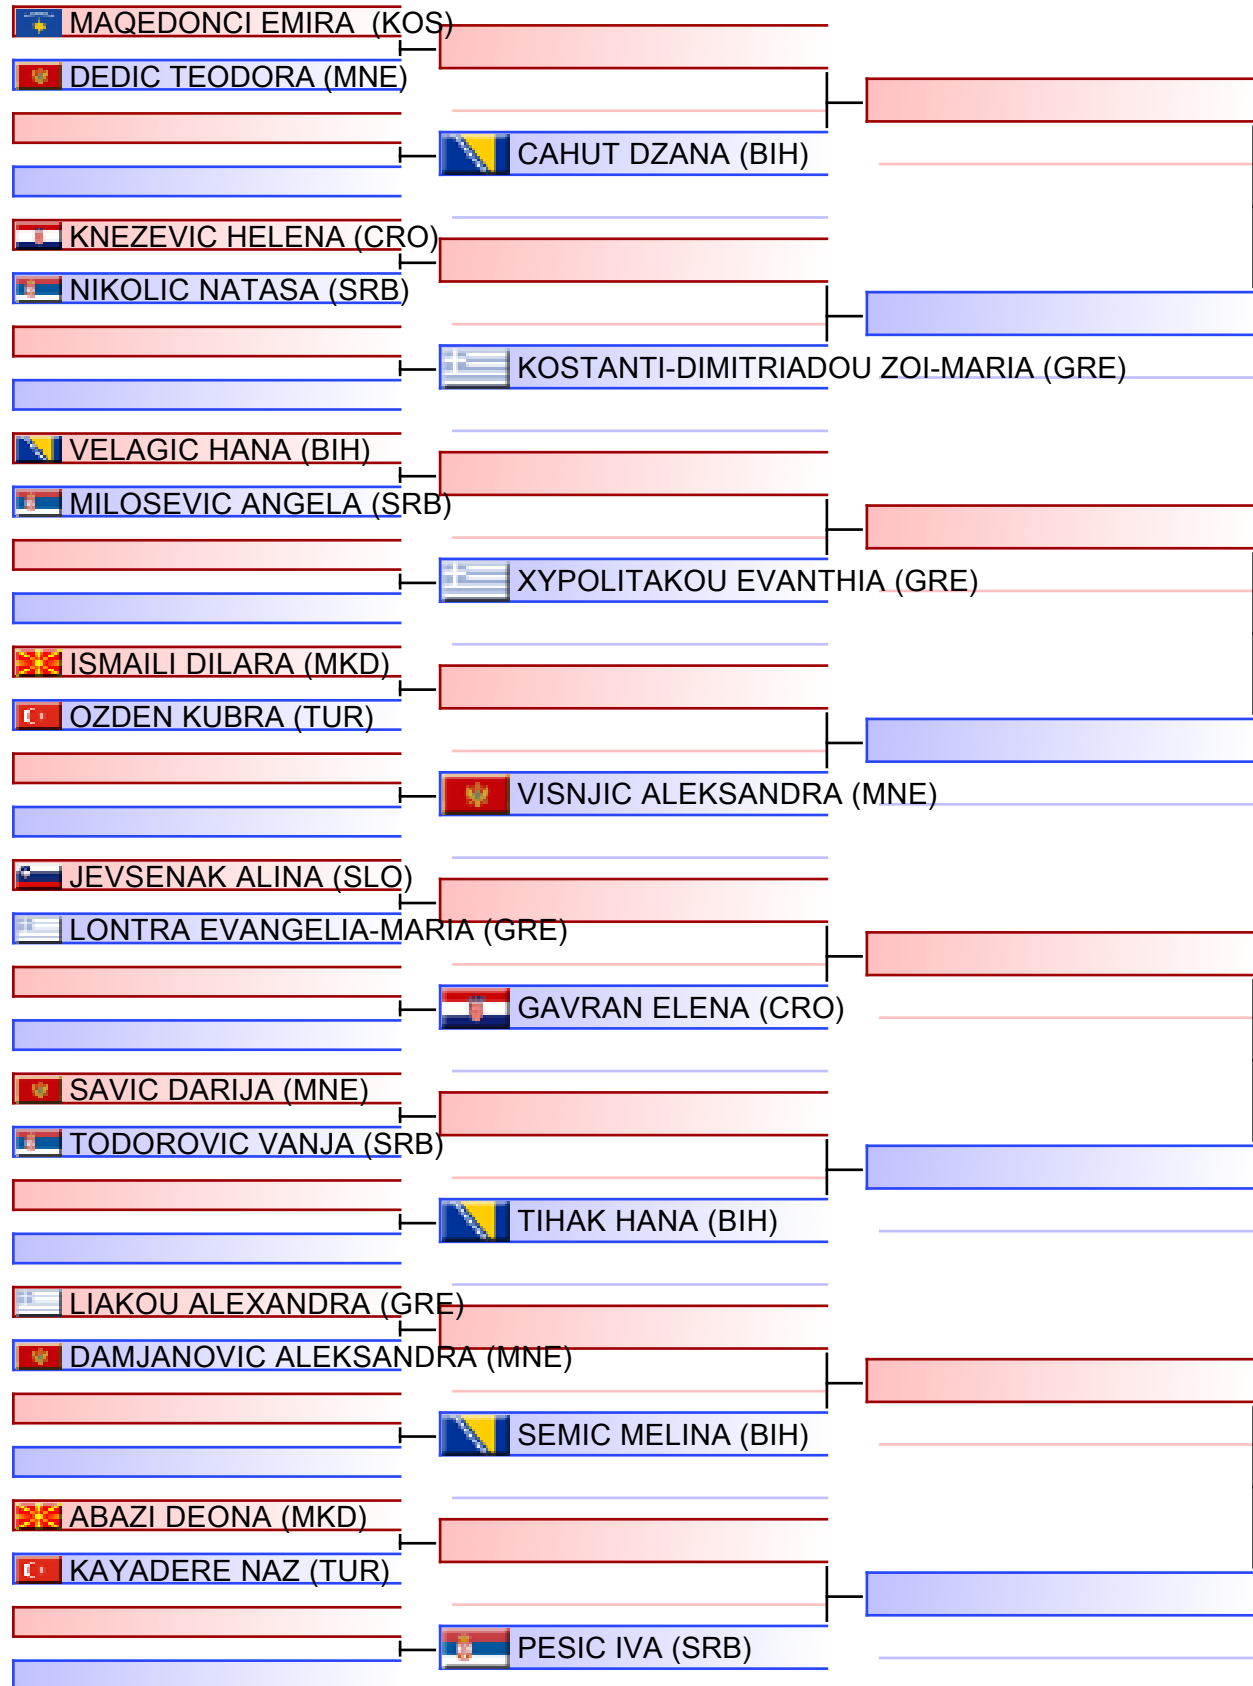 MAQEDONCI EMIRA (KOS)
DEDIC TEODORA (MNE)
CAHUT DZANA (BIH)
KNEZEVIC HELENA (CRO)
NIKOLIC NATASA (SRB)
KOSTANTI-DIMITRIADOU ZOI-MARIA (GRE)
VELAGIC HANA (BIH)
MILOSEVIC ANGELA (SRB)
XYPOLITAKOU EVANTHIA (GRE)
ISMAILI DILARA (MKD)
OZDEN KUBRA (TUR)
VISNJIC ALEKSANDRA (MNE)
JEVSENAK ALINA (SLO)
LONTRA EVANGELIA-MARIA (GRE)
GAVRAN ELENA (CRO)
SAVIC DARIJA (MNE)
TODOROVIC VANJA (SRB)
TIHAK HANA (BIH)
LIAKOU ALEXANDRA (GRE)
DAMJANOVIC ALEKSANDRA (MNE)
SEMIC MELINA (BIH)
ABAZI DEONA (MKD)
KAYADERE NAZ (TUR)
PESIC IVA (SRB)